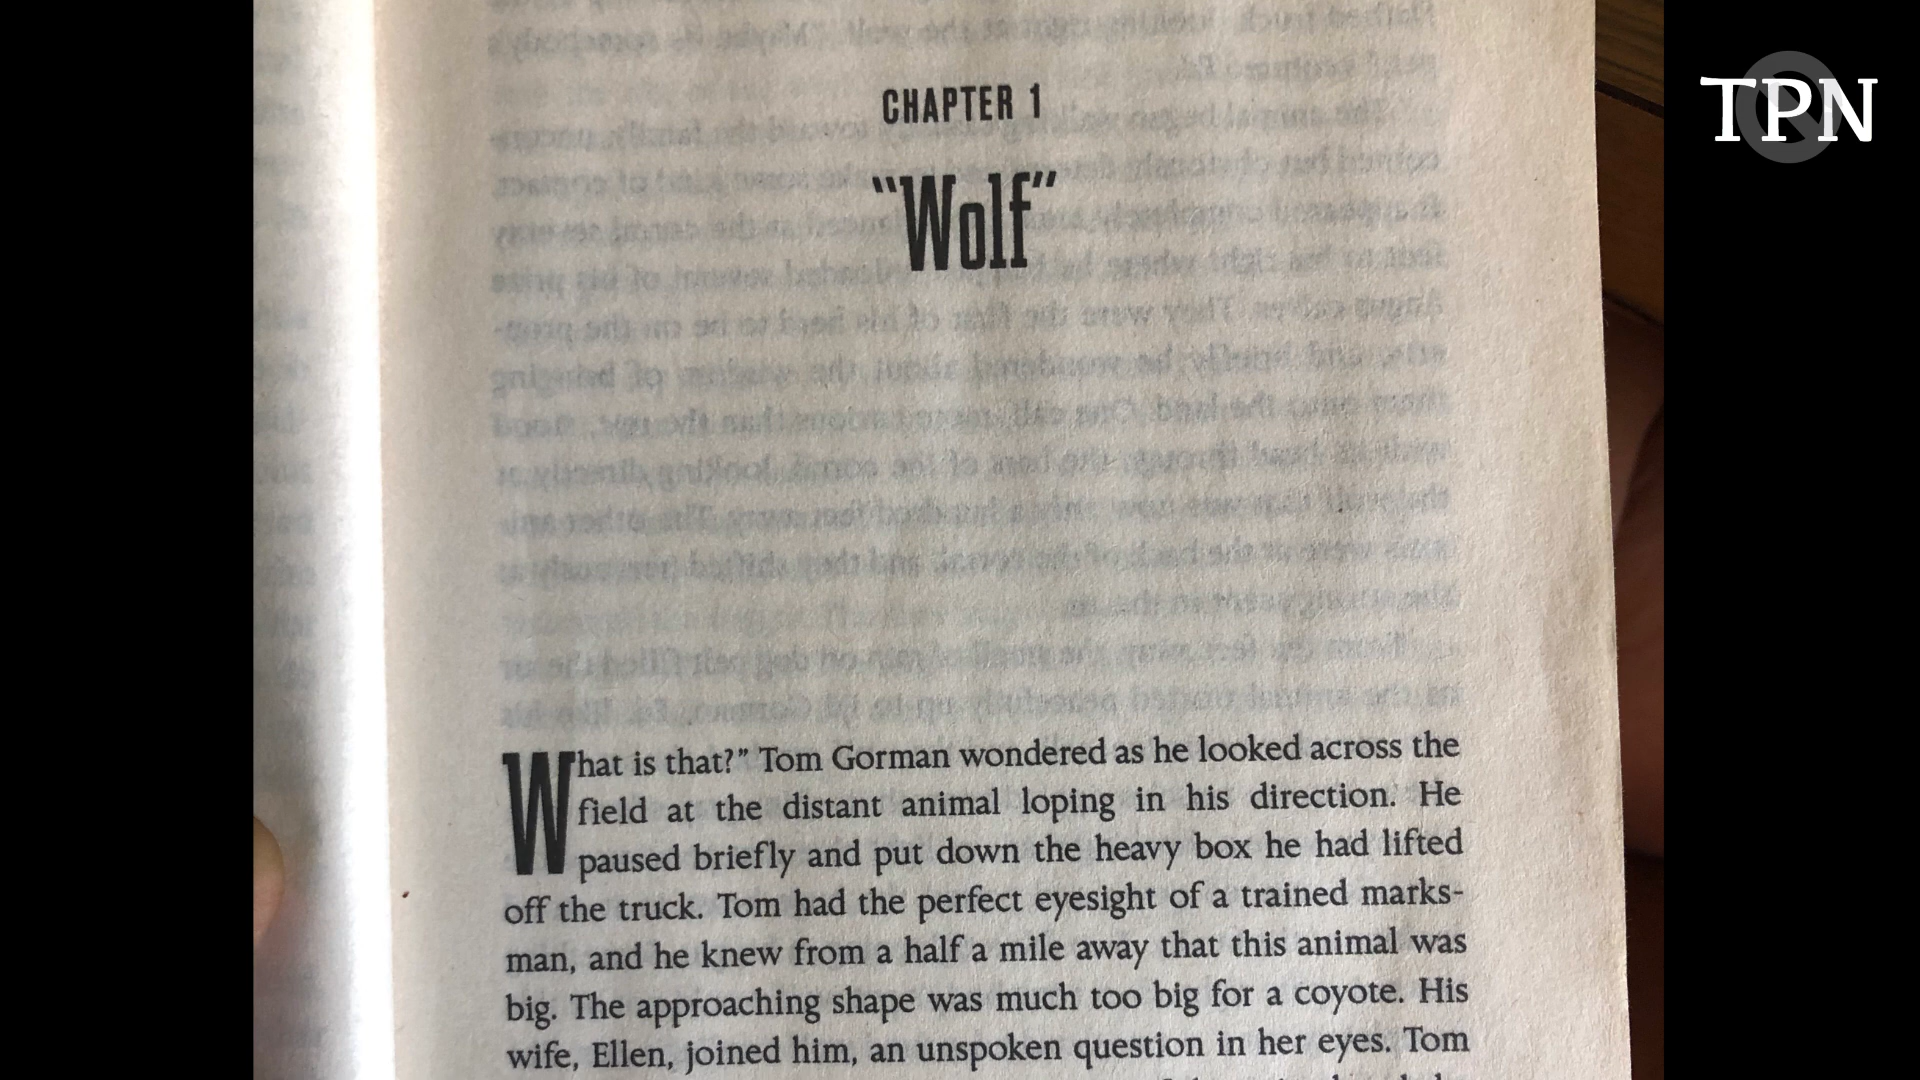 CHAPTER 1
"Wolf"
What is that?" Tom Gorman wondered as he looked across the
field at the distant animal loping in his direction. He
paused briefly and put down the heavy box he had lifted
off the truck. Tom had the perfect eyesight of a trained marks-
man, and he knew from a half a mile away that this animal was
big. The approaching shape was much too big for a coyote. His
wife, Ellen, joined him, an unspoken question in her eyes. Tom
TPN